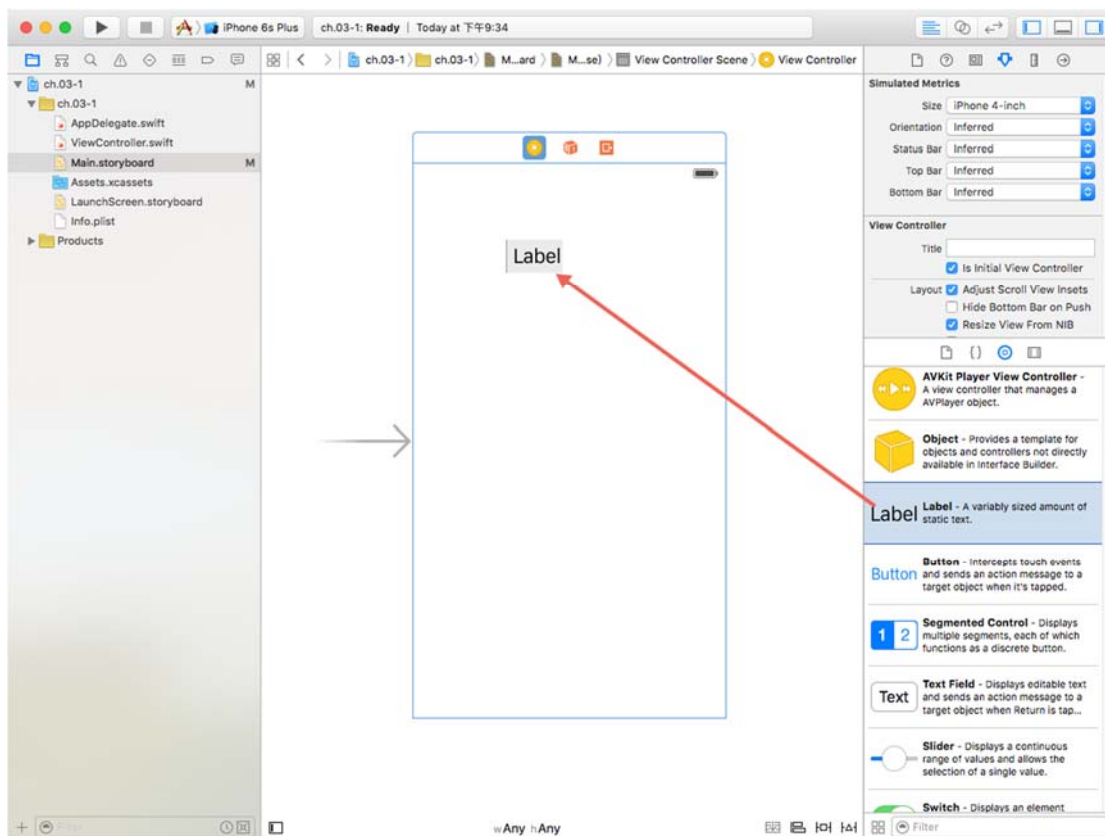 iPhone 6s Plus
ch.03-1: Ready | Today at 下午9:34
ch.03-1
ch.03-1
M...ard
M...se)
View Controller Scene
View Controller
ch.03-1 M
ch.03-1
AppDelegate.swift
ViewController.swift
Main.storyboard M
Assets.xcassets
LaunchScreen.storyboard
Info.plist
Products
Filter
Label
wAny hAny
Simulated Metrics
Size iPhone 4-inch
Orientation Inferred
Status Bar Inferred
Top Bar Inferred
Bottom Bar Inferred
View Controller
Title
Is Initial View Controller
Layout Adjust Scroll View Insets
Hide Bottom Bar on Push
Resize View From NIB
AVKit Player View Controller -
A view controller that manages a
AVPlayer object.
Object - Provides a template for
objects and controllers not directly
available in Interface Builder.
Label
Label - A variably sized amount of
static text.
Button
Button - Intercepts touch events
and sends an action message to a
target object when it's tapped.
1 2
Segmented Control - Displays
multiple segments, each of which
functions as a discrete button.
Text
Text Field - Displays editable text
and sends an action message to a
target object when Return is tap...
Slider - Displays a continuous
range of values and allows the
selection of a single value.
Switch - Displays an element
Filter